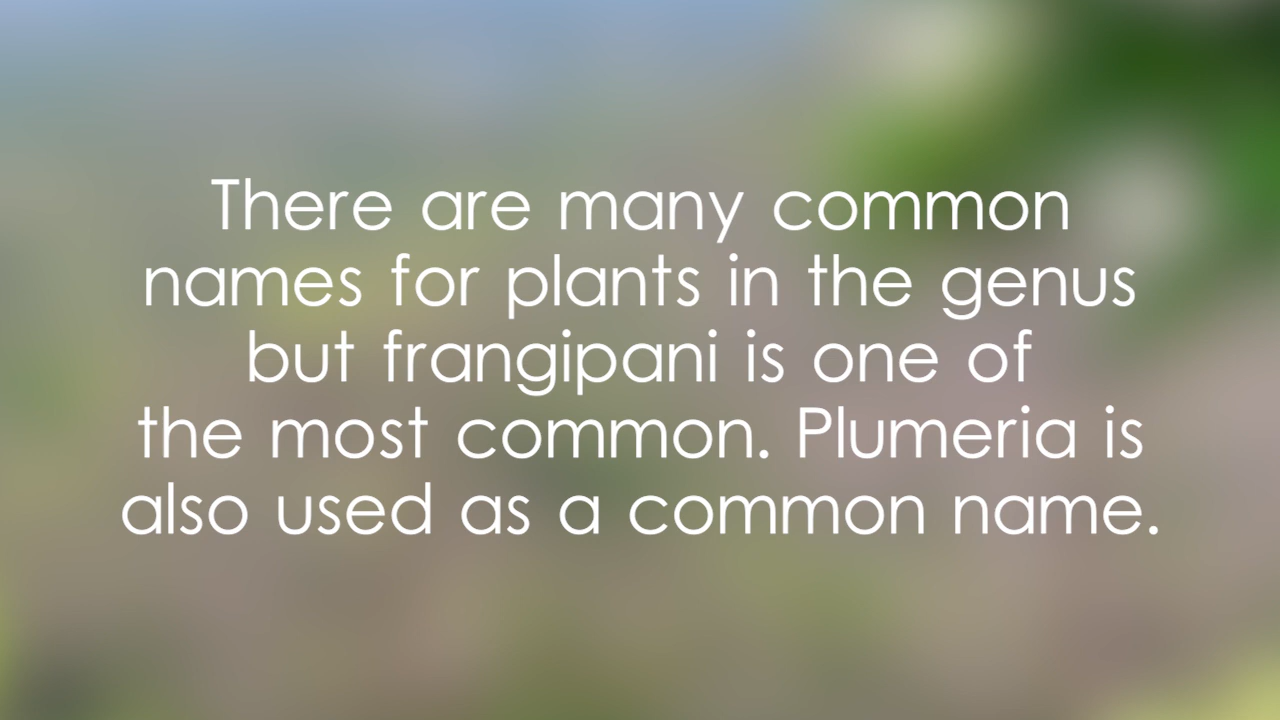 There are many common
names for plants in the genus
but frangipani is one of
the most common. Plumeria is
also used as a common name.